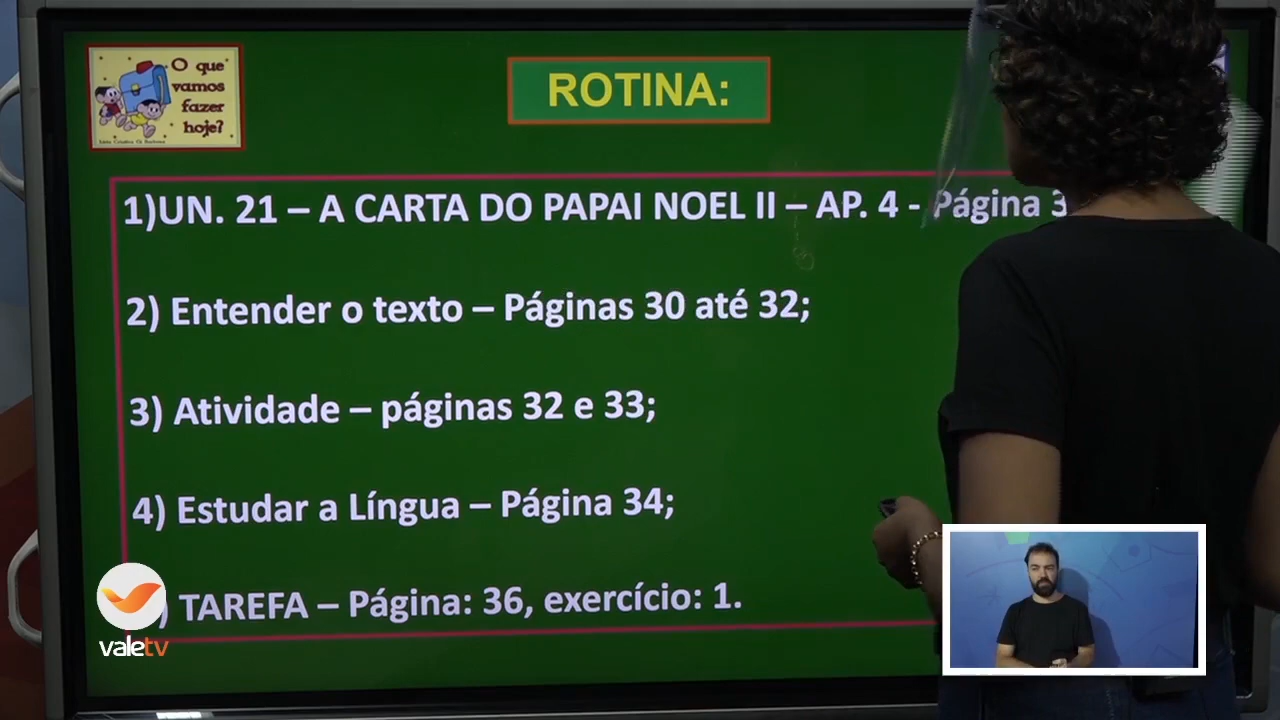 O que
vamos
fazer
hoje?
ROTINA:
1)UN. 21 – A CARTA DO PAPAI NOEL II – AP. 4 - Página 3
2) Entender o texto – Páginas 30 até 32;
3) Atividade – páginas 32 e 33;
4) Estudar a Língua – Página 34;
) TAREFA – Página: 36, exercício: 1.
valetv